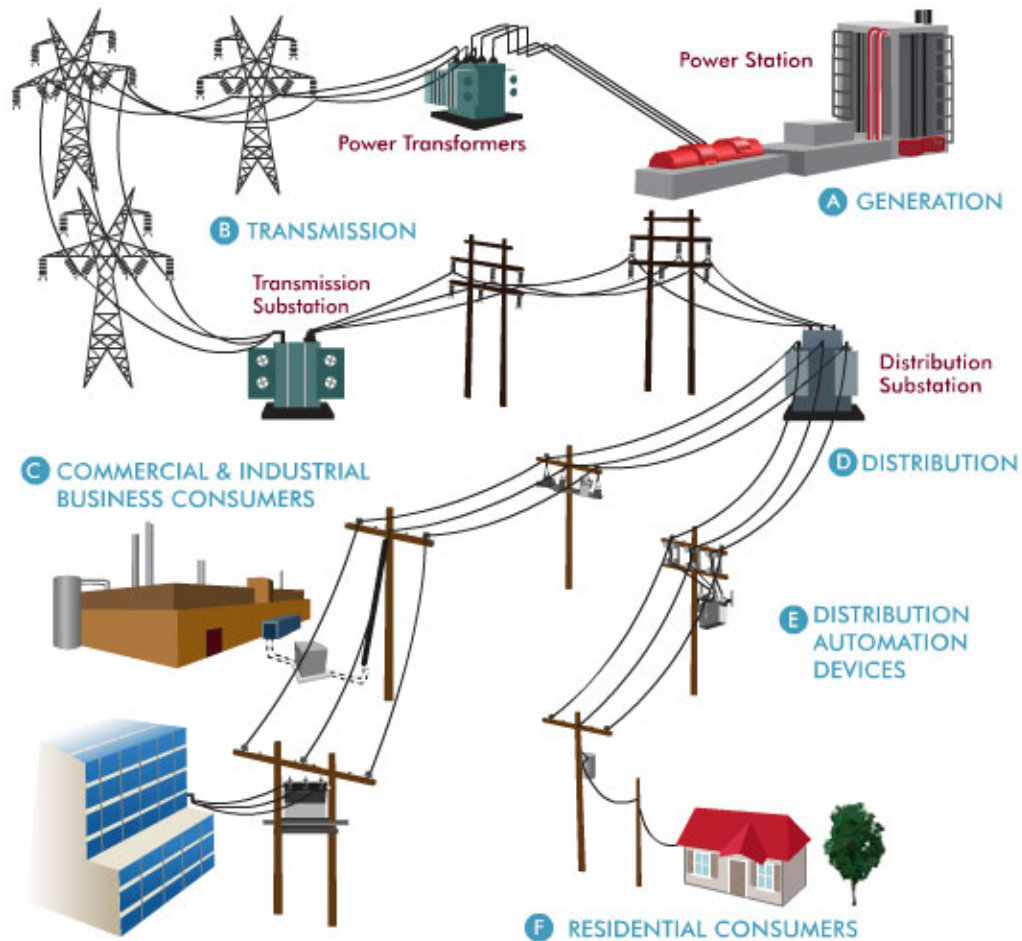 Power Station
Power Transformers
A GENERATION
B TRANSMISSION
Transmission
Substation
Distribution
Substation
C COMMERCIAL & INDUSTRIAL
BUSINESS CONSUMERS
D DISTRIBUTION
E DISTRIBUTION
AUTOMATION
DEVICES
F RESIDENTIAL CONSUMERS